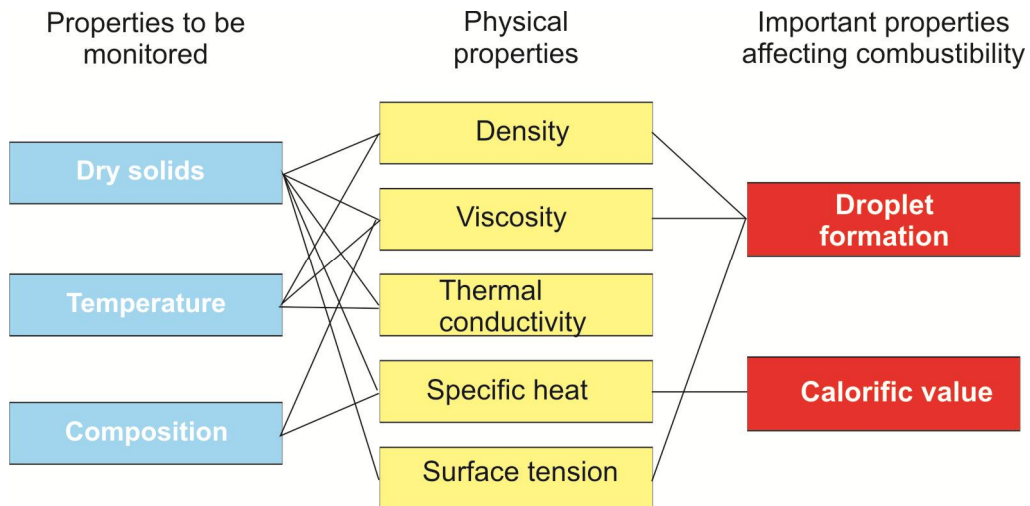 Properties to be
monitored
Physical
properties
Important properties
affecting combustibility
Dry solids
Temperature
Composition
Density
Viscosity
Thermal
conductivity
Specific heat
Surface tension
Droplet
formation
Calorific value